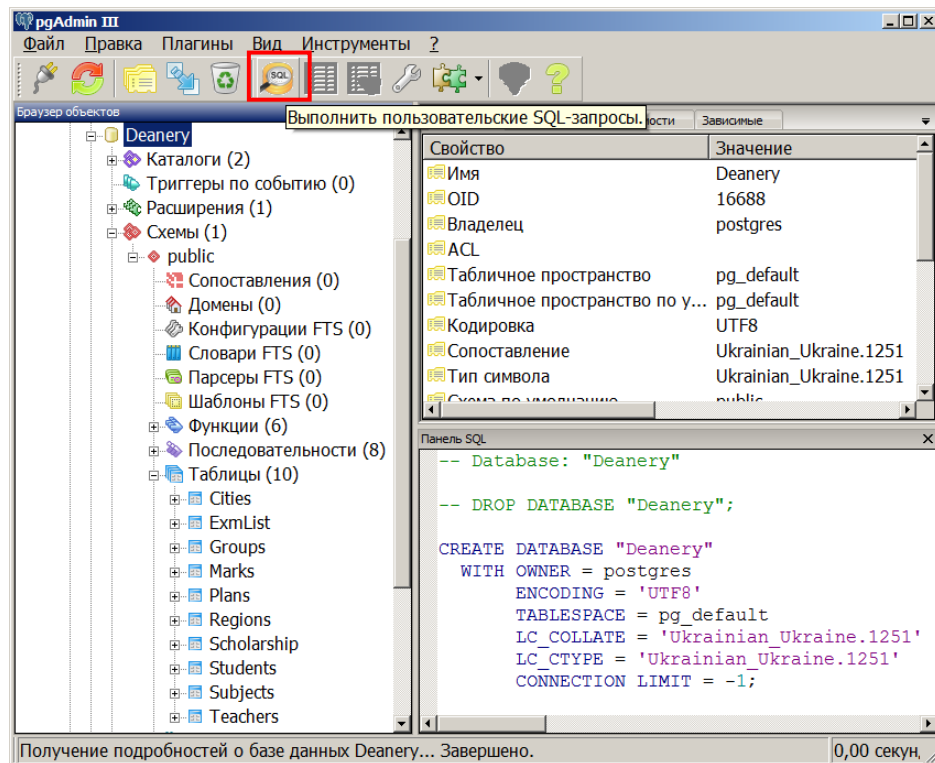 pgAdmin III
Файл Правка Плагины Вид Инструменты ?
SQL
Выполнить пользовательские SQL-запросы.
Браузер объектов
Deanery
Каталоги (2)
Триггеры по событию (0)
Расширения (1)
Схемы (1)
public
Сопоставления (0)
Домены (0)
Конфигурации FTS (0)
Словари FTS (0)
Парсеры FTS (0)
Шаблоны FTS (0)
Функции (6)
Последовательности (8)
Таблицы (10)
Cities
ExmList
Groups
Marks
Plans
Regions
Scholarship
Students
Subjects
Teachers
Зависимые
Свойство Значение
Имя Deanery
OID 16688
Владелец postgres
ACL
Табличное пространство pg_default
Табличное пространство по у... pg_default
Кодировка UTF8
Сопоставление Ukrainian_Ukraine.1251
Тип символа Ukrainian_Ukraine.1251
Схема по умолчанию public
Панель SQL
-- Database: "Deanery"
-- DROP DATABASE "Deanery";
CREATE DATABASE "Deanery"
WITH OWNER = postgres
ENCODING = 'UTF8'
TABLESPACE = pg_default
LC_COLLATE = 'Ukrainian_Ukraine.1251'
LC_CTYPE = 'Ukrainian_Ukraine.1251'
CONNECTION LIMIT = -1;
Получение подробностей о базе данных Deanery... Завершено. 0,00 секун,